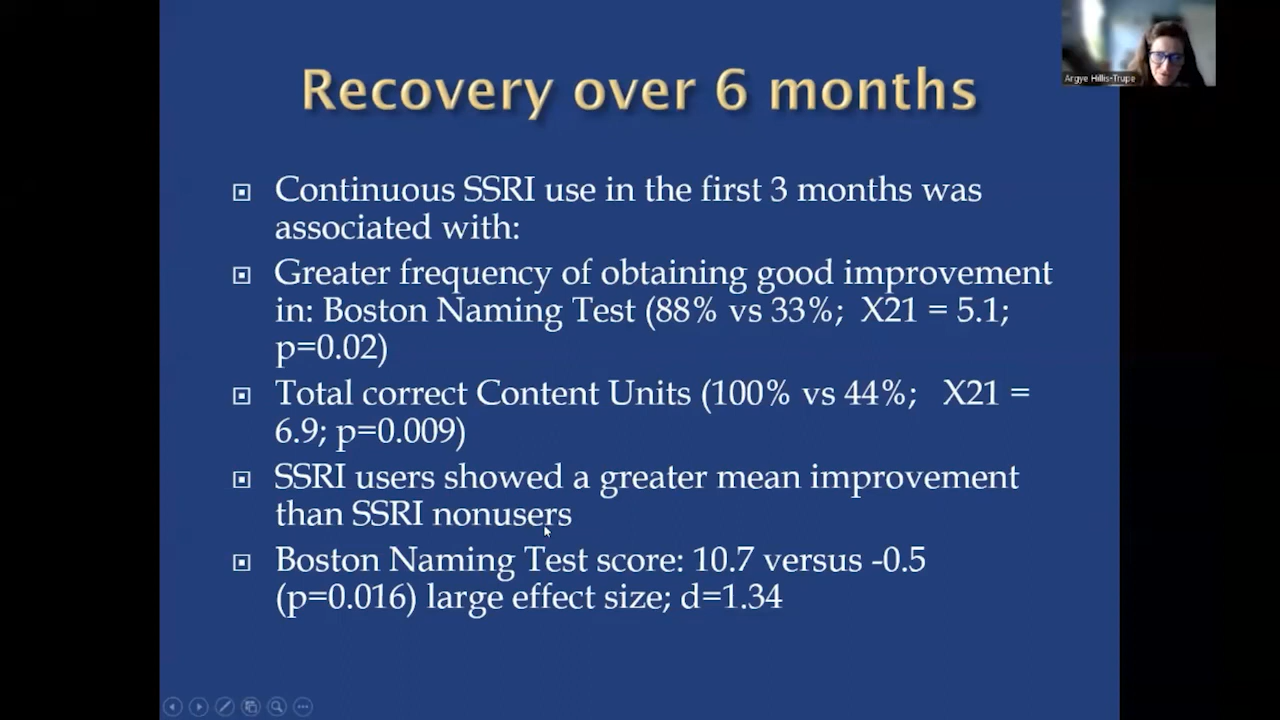 Recovery over 6 months
Argye Hillis-Trupe
Continuous SSRI use in the first 3 months was
associated with:
Greater frequency of obtaining good improvement
in: Boston Naming Test (88% vs 33%; X21 = 5.1;
p=0.02)
Total correct Content Units (100% vs 44%; X21 =
6.9; p=0.009)
SSRI users showed a greater mean improvement
than SSRI nonusers
Boston Naming Test score: 10.7 versus -0.5
(p=0.016) large effect size; d=1.34